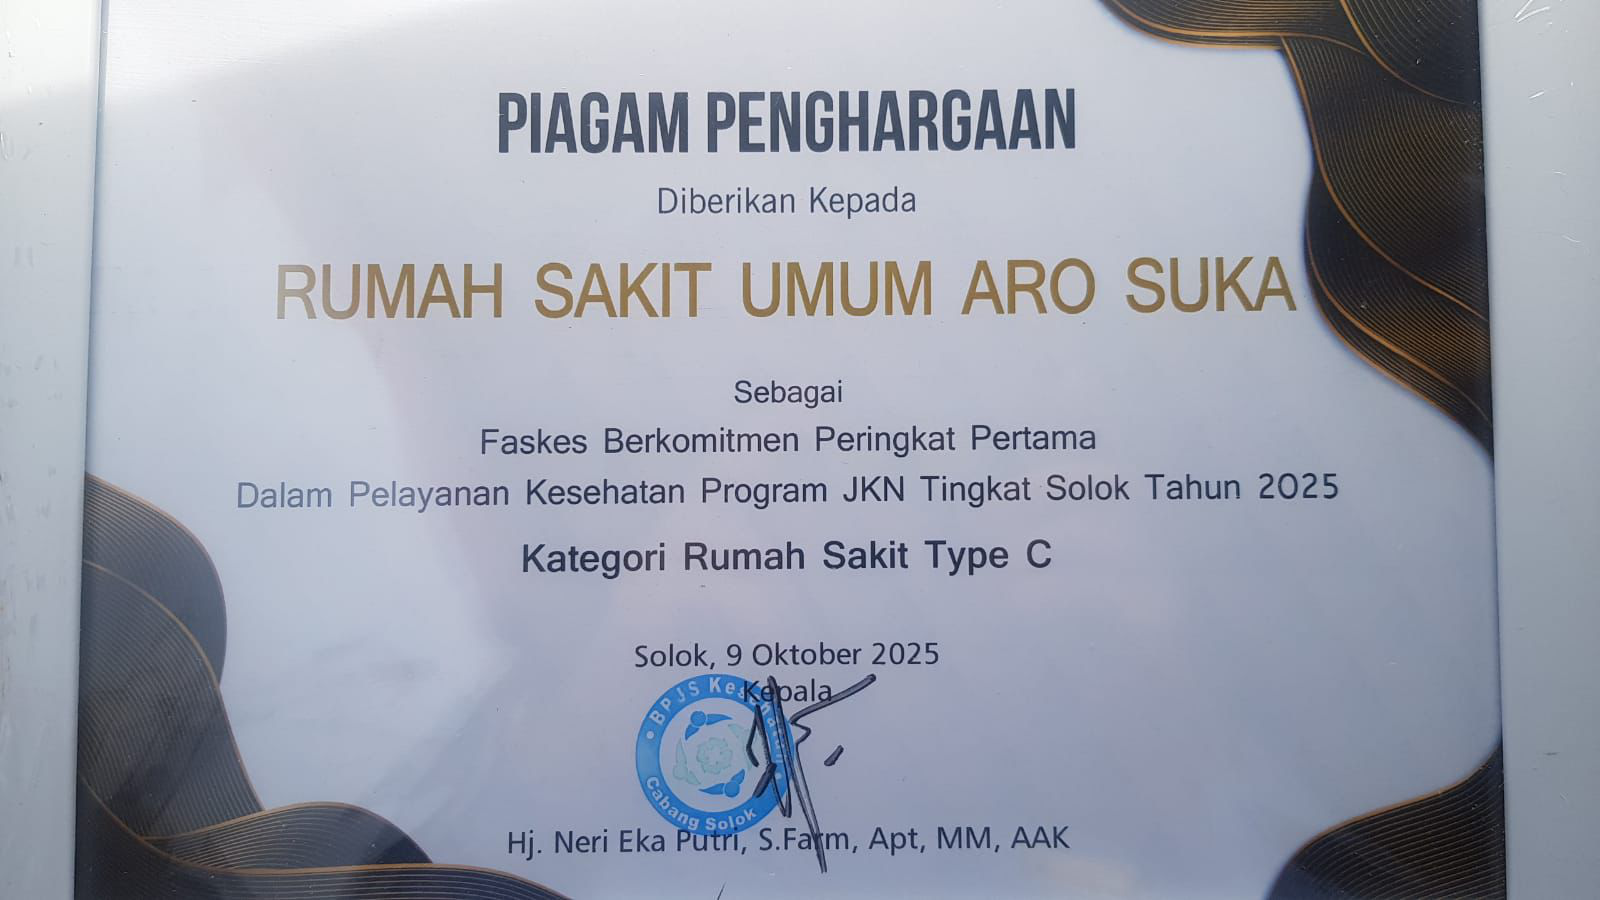 PIAGAM PENGHARGAAN
Diberikan Kepada
RUMAH SAKIT UMUM ARO SUKA
Sebagai
Faskes Berkomitmen Peringkat Pertama
Dalam Pelayanan Kesehatan Program JKN Tingkat Solok Tahun 2025
Kategori Rumah Sakit Type C
Solok, 9 Oktober 2025
Kepala
BPJS Kesehatan
Cabang Solok
Hj. Neri Eka Putri, S.Farm, Apt, MM, AAK